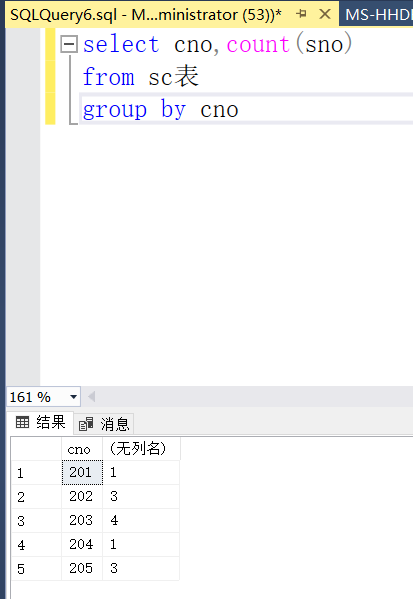 SQLQuery6.sql - M...ministrator (53))* MS-HHDI
select cno,count(sno)
from sc表
group by cno
161 %
结果 消息
cno (无列名)
1 201 1
2 202 3
3 203 4
4 204 1
5 205 3